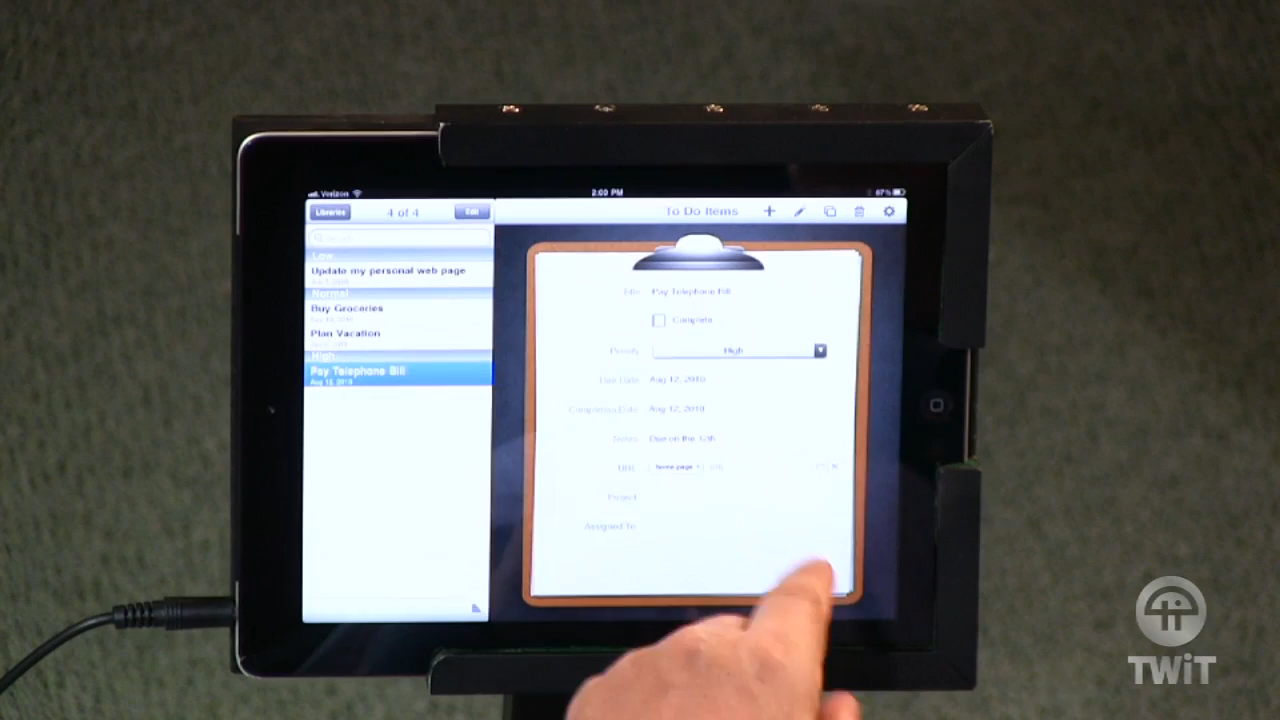 Verizon
2:00 PM
67%
Libraries
4 of 4
Edit
To Do Items
Low
Update my personal web page
Normal
Buy Groceries
Plan Vacation
High
Pay Telephone Bill
Aug 12, 2010
Title
Pay Telephone Bill
Complete
Priority
High
Due Date
Aug 12, 2010
Completion Date
Aug 12, 2010
Notes
Due on the 12th
URL
home page
Project
Assigned To
TWiT